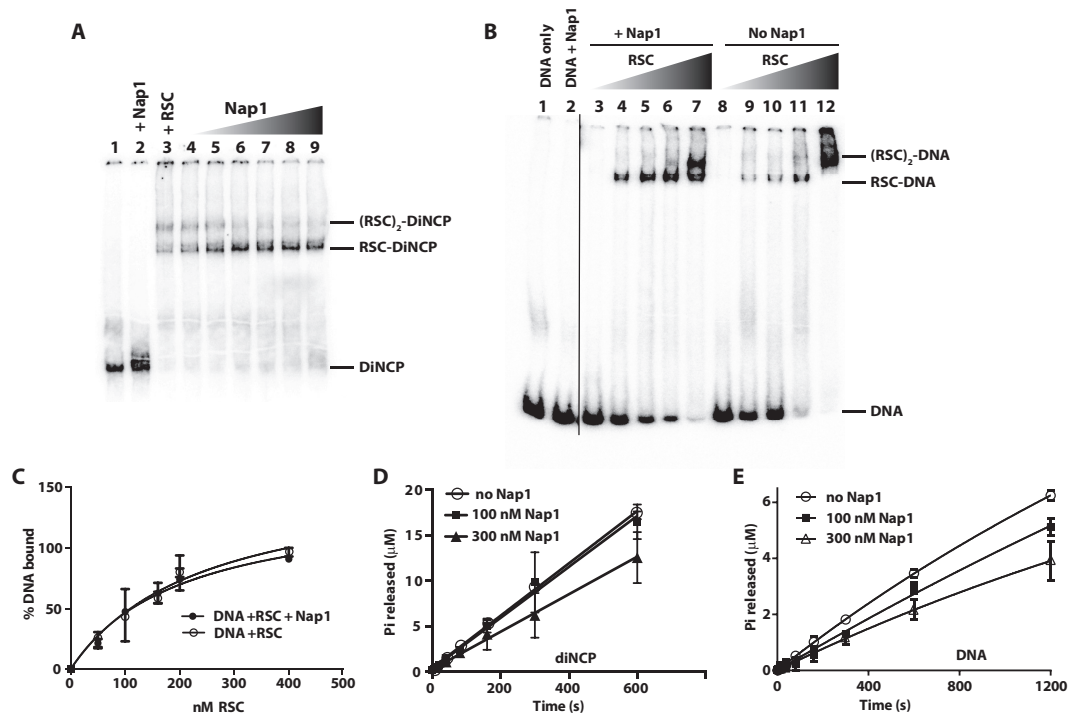 A
+ Nap1
+ RSC
Nap1
1 2 3 4 5 6 7 8 9
(RSC)2-DiNCP
RSC-DiNCP
DiNCP
B
DNA only
DNA + Nap1
+ Nap1
No Nap1
RSC
RSC
1 2 3 4 5 6 7 8 9 10 11 12
(RSC)2-DNA
RSC-DNA
DNA
C
150
100
50
0
% DNA bound
DNA +RSC + Nap1
DNA +RSC
0 100 200 300 400 500
nM RSC
D
20
15
10
5
0
Pi released (μM)
no Nap1
100 nM Nap1
300 nM Nap1
diNCP
0 200 400 600
Time (s)
E
6
4
2
0
Pi released (μM)
no Nap1
100 nM Nap1
300 nM Nap1
DNA
0 400 800 1200
Time (s)